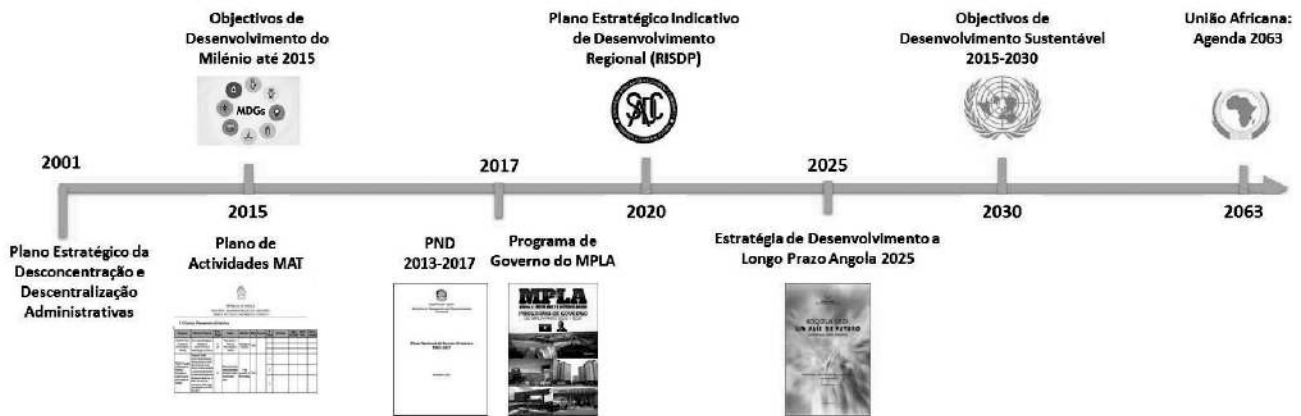 Objectivos de
Desenvolvimento do
Milénio até 2015
MDGs
Plano Estratégico Indicativo
de Desenvolvimento
Regional (RISDP)
SADC
Objectivos de
Desenvolvimento Sustentável
2015-2030
União Africana:
Agenda 2063
2001
2017
2025
2015
2020
2030
2063
Plano Estratégico da
Desconcentração e
Descentralização
Administrativas
Plano de
Actividades MAT
PND
2013-2017
Programa de
Governo do MPLA
MPLA
Estratégia de Desenvolvimento a
Longo Prazo Angola 2025